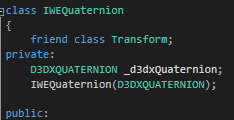 class IWEQuaternion
{
friend class Transform;
private:
D3DXQUATERNION _d3dxQuaternion;
IWEQuaternion(D3DXQUATERNION);
public: